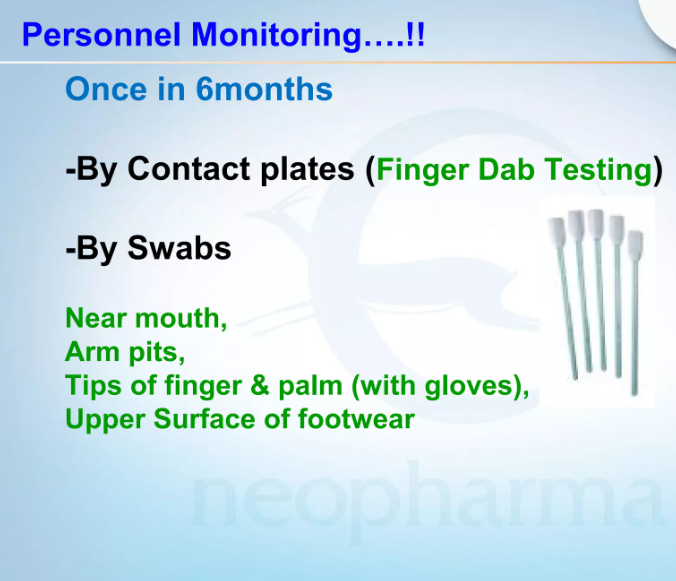 Personnel Monitoring….!!
Once in 6months
-By Contact plates (Finger Dab Testing)
-By Swabs
Near mouth,
Arm pits,
Tips of finger & palm (with gloves),
Upper Surface of footwear
neopharma